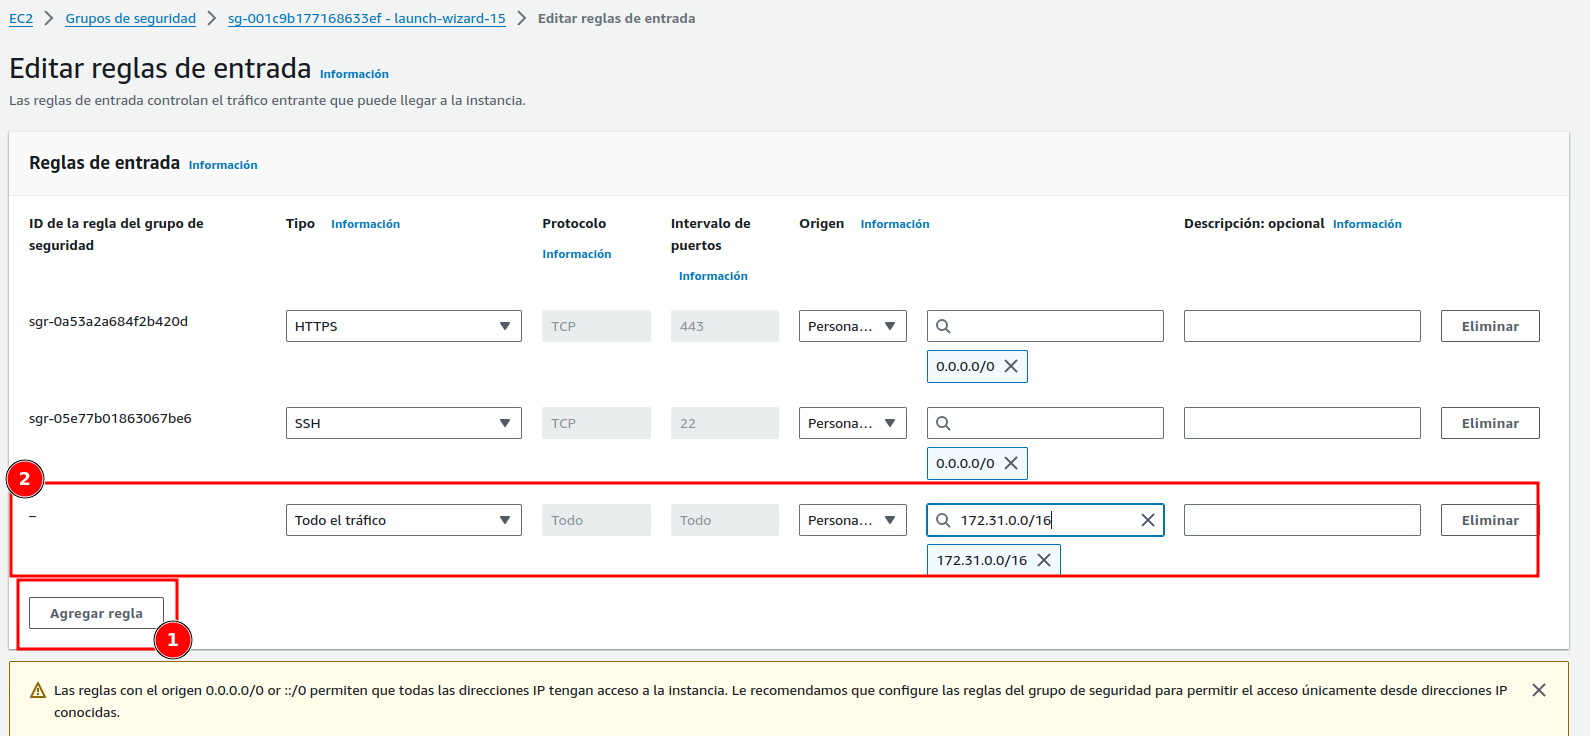 EC2 > Grupos de seguridad > sg-001c9b177168633ef - launch-wizard-15 > Editar reglas de entrada
Editar reglas de entrada Información
Las reglas de entrada controlan el tráfico entrante que puede llegar a la instancia.
Reglas de entrada Información
ID de la regla del grupo de seguridad
Tipo Información
Protocolo
Información
Intervalo de puertos
Información
Origen Información
Descripción: opcional Información
sgr-0a53a2a684f2b420d HTTPS TCP 443 Persona... Eliminar
0.0.0.0/0
sgr-05e77b01863067be6 SSH TCP 22 Persona... Eliminar
0.0.0.0/0
2
– Todo el tráfico Todo Todo Persona... 172.31.0.0/16 Eliminar
172.31.0.0/16
Agregar regla
1
Las reglas con el origen 0.0.0.0/0 or ::/0 permiten que todas las direcciones IP tengan acceso a la instancia. Le recomendamos que configure las reglas del grupo de seguridad para permitir el acceso únicamente desde direcciones IP
conocidas.